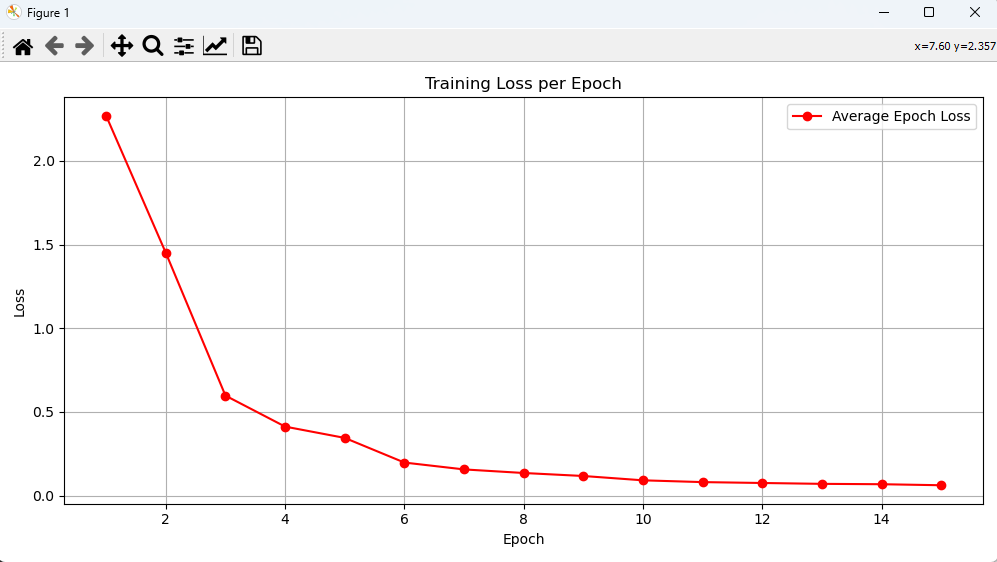 Figure 1
x=7.60 y=2.357
Training Loss per Epoch
Average Epoch Loss
2.0
1.5
1.0
0.5
0.0
Loss
2 4 6 8 10 12 14
Epoch